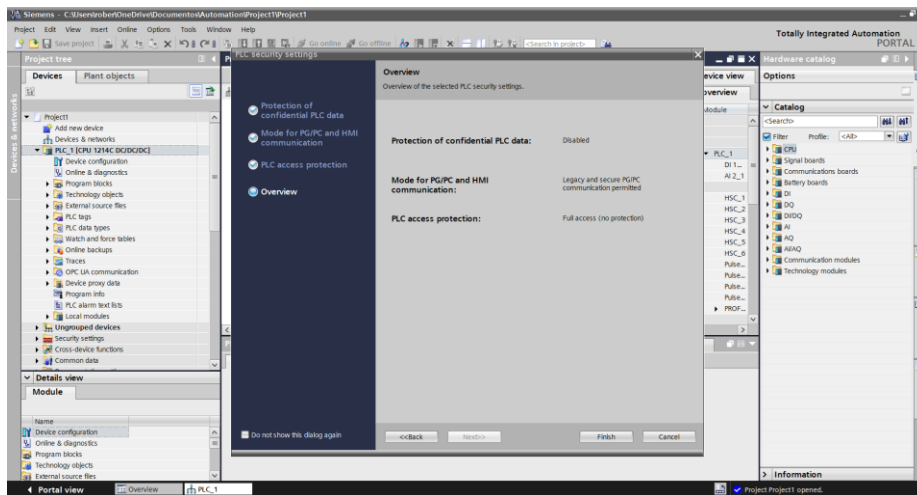 Siemens - C:\Users\rober\OneDrive\Documentos\Automation\Project1\Project1
Project Edit View Insert Online Options Tools Window Help
Totally Integrated Automation
PORTAL
Save project
Go online
Go offline
<Search in project>
Project tree
Devices
Plant objects
Devices & networks
Project1
Add new device
Devices & networks
PLC_1 [CPU 1214C DC/DC/DC]
Device configuration
Online & diagnostics
Program blocks
Technology objects
External source files
PLC tags
PLC data types
Watch and force tables
Online backups
Traces
OPC UA communication
Device proxy data
Program info
PLC alarm text lists
Local modules
Ungrouped devices
Security settings
Cross-device functions
Common data
Details view
Module
Name
Device configuration
Online & diagnostics
Program blocks
Technology objects
External source files
PLC security settings
Protection of
confidential PLC data
Mode for PG/PC and HMI
communication
PLC access protection
Overview
Do not show this dialog again
Overview
Overview of the selected PLC security settings.
Protection of confidential PLC data: Disabled
Mode for PG/PC and HMI
communication:
Legacy and secure PG/PC
communication permitted
PLC access protection: Full access (no protection)
<<Back
Next>>
Finish
Cancel
Module
PLC_1
DI 1...
AI 2_1
HSC_1
HSC_2
HSC_3
HSC_4
HSC_5
HSC_6
Pulse...
Pulse...
Pulse...
Pulse...
PROF...
Hardware catalog
Options
Catalog
<Search>
Filter Profile: <All>
CPU
Signal boards
Communications boards
Battery boards
DI
DQ
DI/DQ
AI
AQ
AI/AQ
Communication modules
Technology modules
Information
Portal view
Overview
PLC_1
Project Project1 opened.